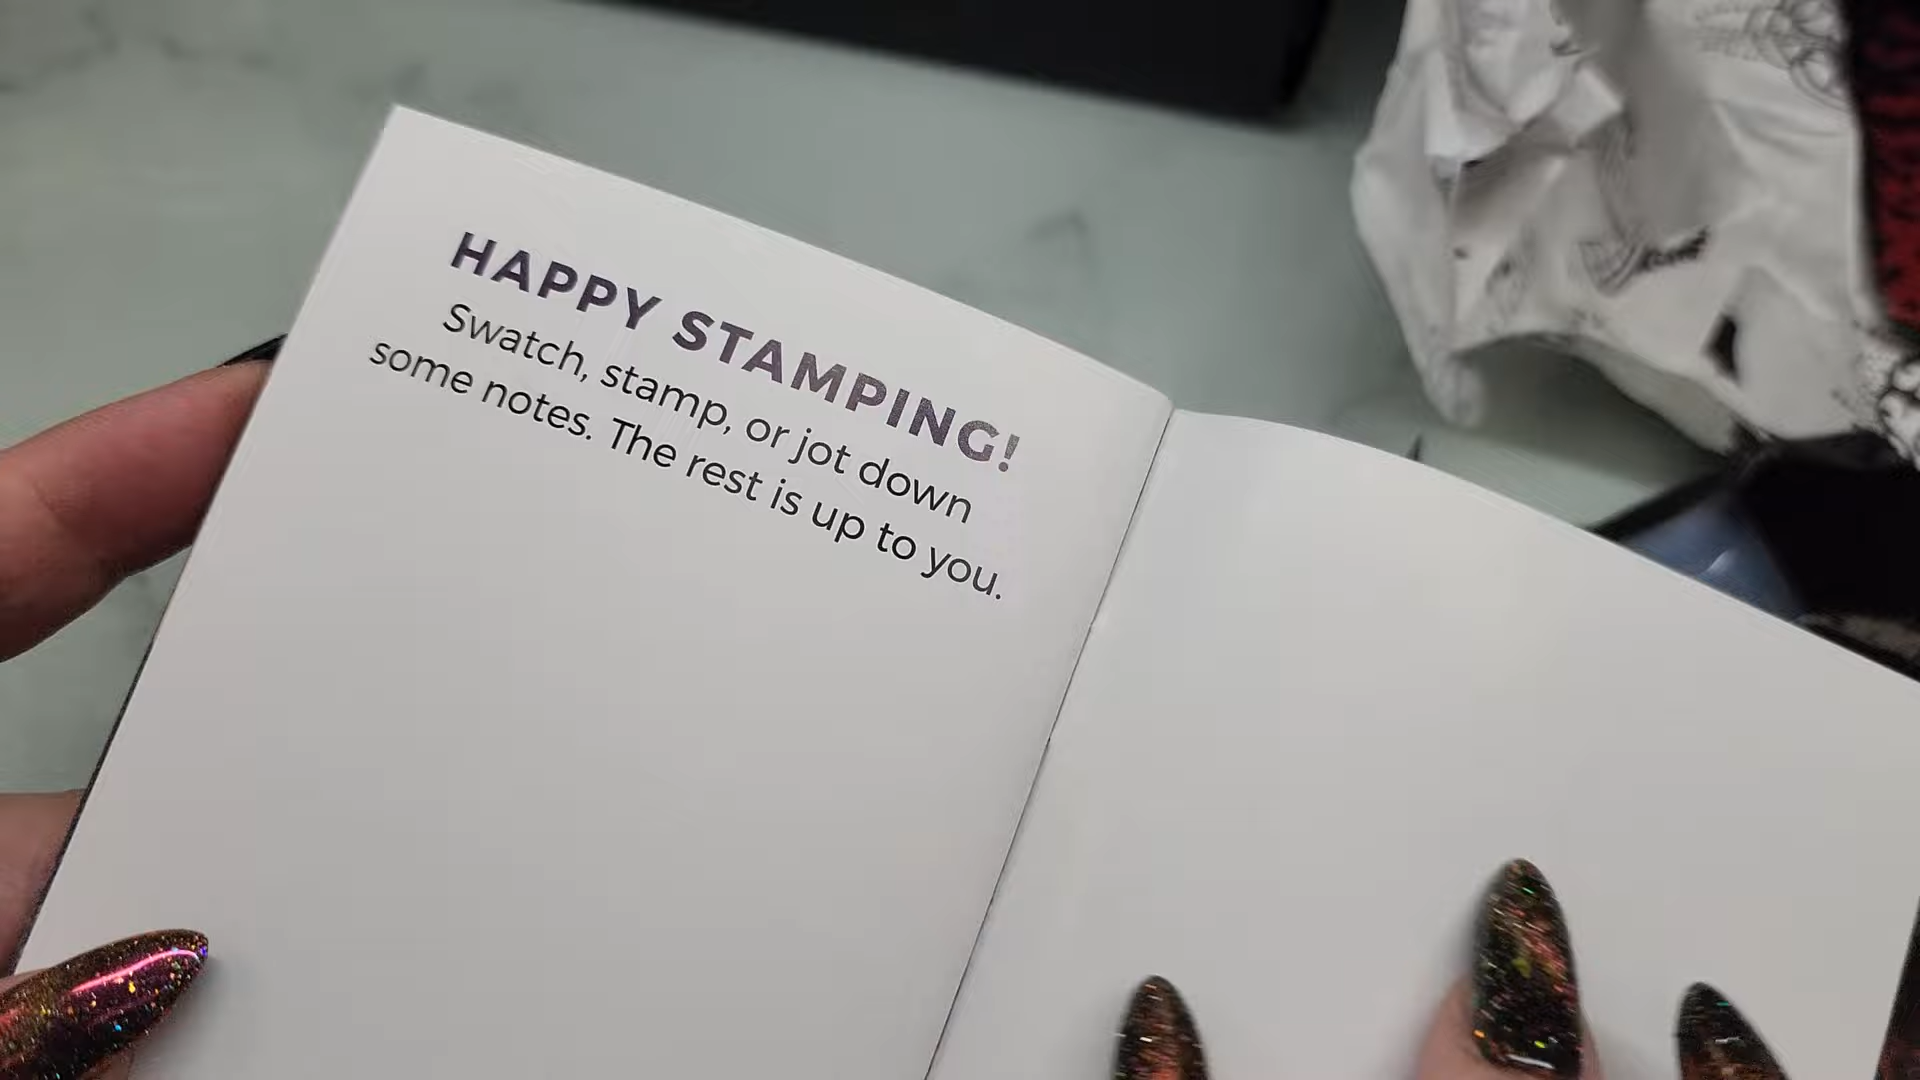 HAPPY STAMPING!
Swatch, stamp, or jot down
some notes. The rest is up to you.